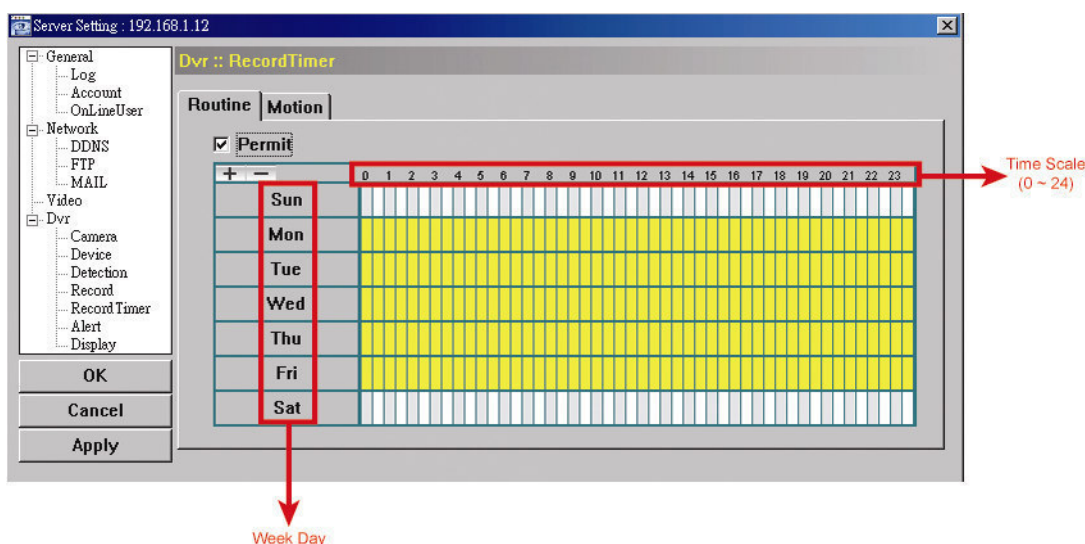 Server Setting : 192.168.1.12
General
Log
Account
OnLineUser
Network
DDNS
FTP
MAIL
Video
Dvr
Camera
Device
Detection
Record
RecordTimer
Alert
Display
OK
Cancel
Apply
Dvr :: RecordTimer
Routine Motion
Permit
+ − 0 1 2 3 4 5 6 7 8 9 10 11 12 13 14 15 16 17 18 19 20 21 22 23
Sun
Mon
Tue
Wed
Thu
Fri
Sat
Time Scale
(0 ~ 24)
Week Day